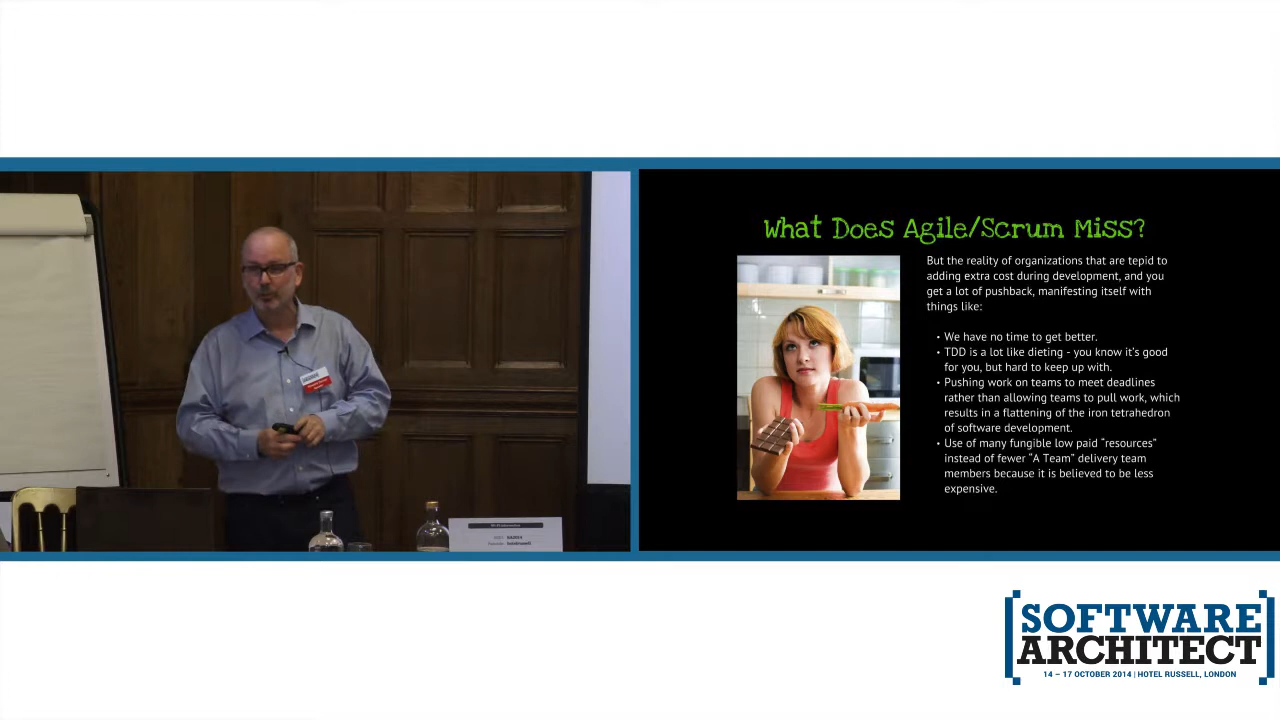 What Does Agile/Scrum Miss?
But the reality of organizations that are tepid to
adding extra cost during development, and you
get a lot of pushback, manifesting itself with
things like:
• We have no time to get better.
• TDD is a lot like dieting - you know it's good
for you, but hard to keep up with.
• Pushing work on teams to meet deadlines
rather than allowing teams to pull work, which
results in a flattening of the iron tetrahedron
of software development.
• Use of many fungible low paid "resources"
instead of fewer "A Team" delivery team
members because it is believed to be less
expensive.
[SOFTWARE
ARCHITECT]
14 – 17 OCTOBER 2014 | HOTEL RUSSELL, LONDON